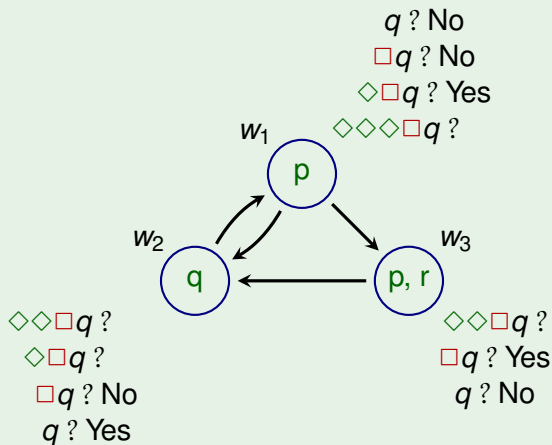 q ? No
□q ? No
◇□q ? Yes
◇◇◇□q ?
w₁
p
w₂
w₃
q
p, r
◇◇□q ?
◇□q ?
□q ? No
q ? Yes
◇◇□q ?
□q ? Yes
q ? No